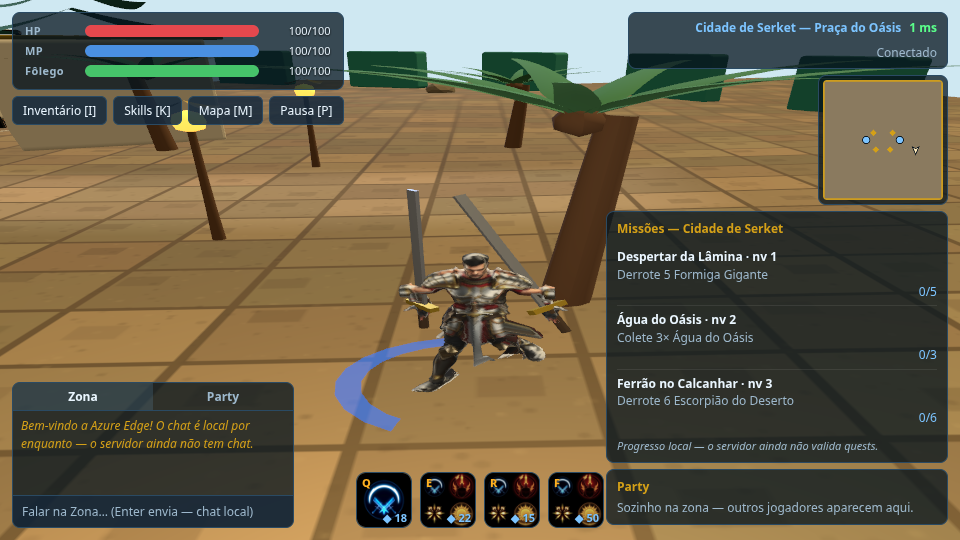 HP 100/100
MP 100/100
Fôlego 100/100
Inventário [I] Skills [K] Mapa [M] Pausa [P]
Cidade de Serket — Praça do Oásis 1 ms
Conectado
Missões — Cidade de Serket
Despertar da Lâmina · nv 1
Derrote 5 Formiga Gigante
0/5
Água do Oásis · nv 2
Colete 3× Água do Oásis
0/3
Ferrão no Calcanhar · nv 3
Derrote 6 Escorpião do Deserto
0/6
Progresso local — o servidor ainda não valida quests.
Party
Sozinho na zona — outros jogadores aparecem aqui.
Zona Party
Bem-vindo a Azure Edge! O chat é local por
enquanto — o servidor ainda não tem chat.
Falar na Zona... (Enter envia — chat local)
Q E R F
18 22 15 50